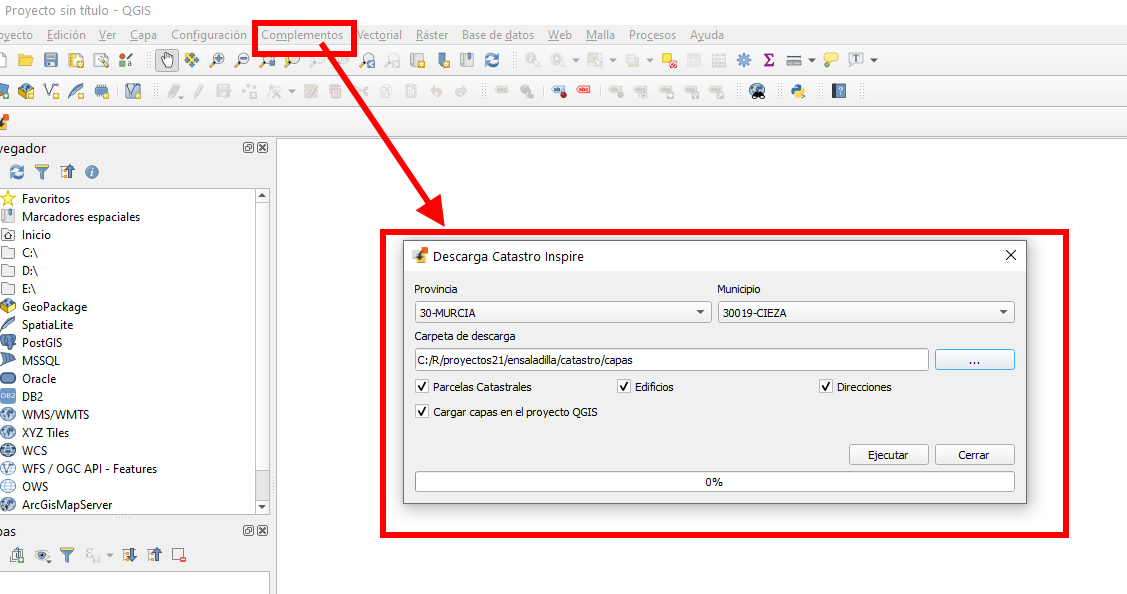 Proyecto sin título - QGIS
oyecto Edición Ver Capa Configuración Complementos Vectorial Ráster Base de datos Web Malla Procesos Ayuda
vegador
Favoritos
Marcadores espaciales
Inicio
C:\
D:\
E:\
GeoPackage
SpatiaLite
PostGIS
MSSQL
Oracle
DB2
WMS/WMTS
XYZ Tiles
WCS
WFS / OGC API - Features
OWS
ArcGisMapServer
pas
Descarga Catastro Inspire
Provincia Municipio
30-MURCIA 30019-CIEZA
Carpeta de descarga
C:/R/proyectos21/ensaladilla/catastro/capas ...
Parcelas Catastrales Edificios Direcciones
Cargar capas en el proyecto QGIS
Ejecutar Cerrar
0%